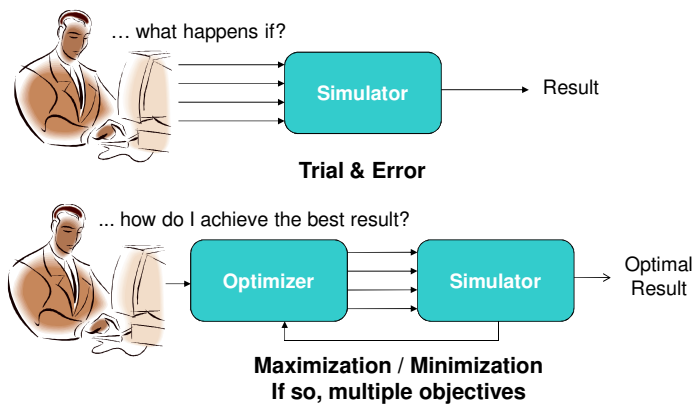 … what happens if?
Simulator
Result
Trial & Error
... how do I achieve the best result?
Optimizer
Simulator
Optimal
Result
Maximization / Minimization
If so, multiple objectives